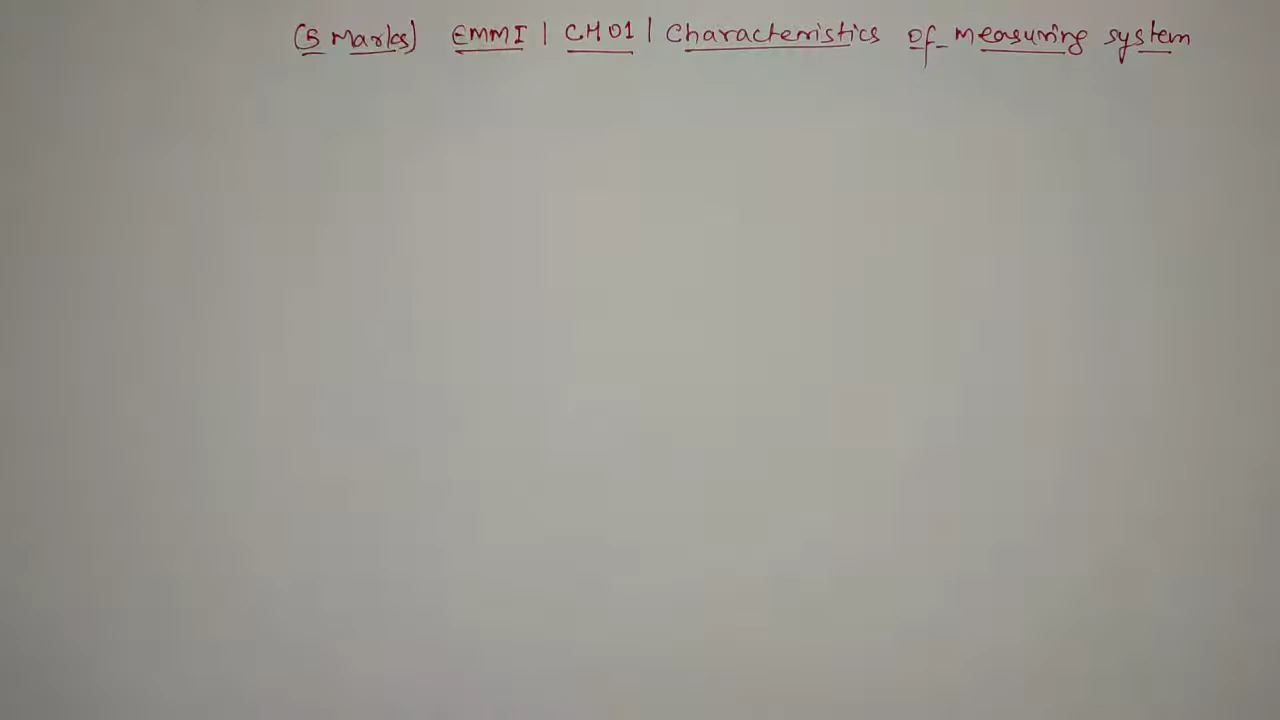 (5 Marks) EMMI | CH01 | Characteristics of measuring system